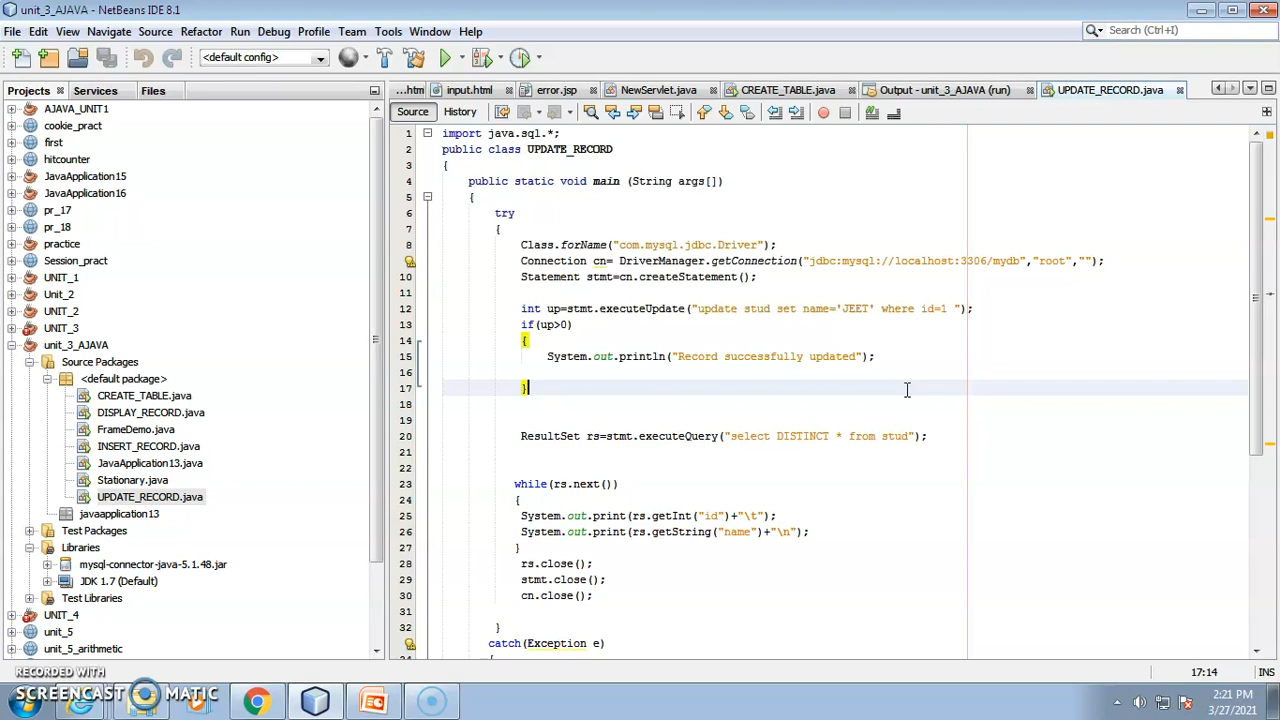 unit_3_AJAVA - NetBeans IDE 8.1
File Edit View Navigate Source Refactor Run Debug Profile Team Tools Window Help
Search (Ctrl+I)
<default config>
Projects Services Files
...htm input.html error.jsp NewServlet.java CREATE_TABLE.java Output - unit_3_AJAVA (run) UPDATE_RECORD.java
Source History
AJAVA_UNIT1
cookie_pract
first
hitcounter
JavaApplication15
JavaApplication16
pr_17
pr_18
practice
Session_pract
UNIT_1
Unit_2
UNIT_2
UNIT_3
unit_3_AJAVA
Source Packages
<default package>
CREATE_TABLE.java
DISPLAY_RECORD.java
FrameDemo.java
INSERT_RECORD.java
JavaApplication13.java
Stationary.java
UPDATE_RECORD.java
javaapplication13
Test Packages
Libraries
mysql-connector-java-5.1.48.jar
JDK 1.7 (Default)
Test Libraries
UNIT_4
unit_5
unit_5_arithmetic
1 import java.sql.*;
2 public class UPDATE_RECORD
3 {
4 public static void main (String args[])
5 {
6 try
7 {
8 Class.forName("com.mysql.jdbc.Driver");
Connection cn= DriverManager.getConnection("jdbc:mysql://localhost:3306/mydb","root","");
10 Statement stmt=cn.createStatement();
11
12 int up=stmt.executeUpdate("update stud set name='JEET' where id=1 ");
13 if(up>0)
14 {
15 System.out.println("Record successfully updated");
16
17 }
18
19
20 ResultSet rs=stmt.executeQuery("select DISTINCT * from stud");
21
22
23 while(rs.next())
24 {
25 System.out.print(rs.getInt("id")+"\t");
26 System.out.print(rs.getString("name")+"\n");
27 }
28 rs.close();
29 stmt.close();
30 cn.close();
31
32 }
catch(Exception e)
17:14 INS
RECORDED WITH
SCREENCAST MATIC
2:21 PM
3/27/2021